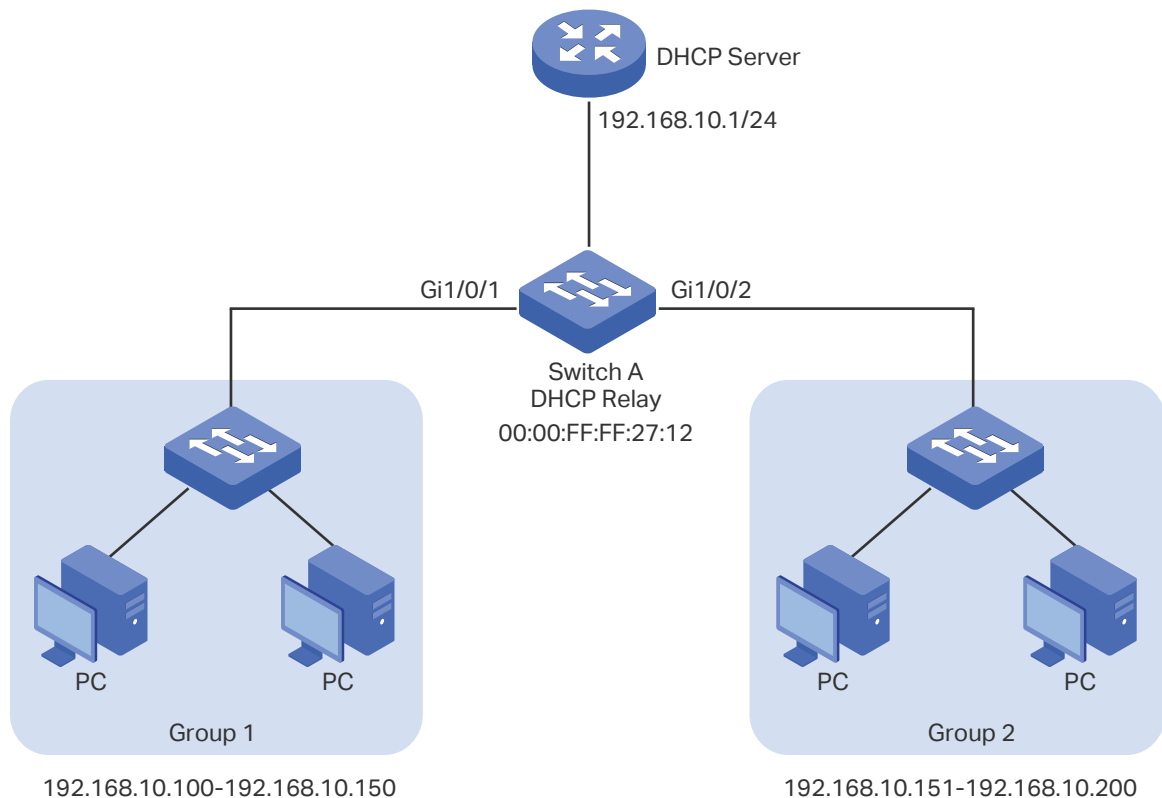 DHCP Server
192.168.10.1/24
Gi1/0/1
Gi1/0/2
Switch A
DHCP Relay
00:00:FF:FF:27:12
PC
PC
Group 1
192.168.10.100-192.168.10.150
PC
PC
Group 2
192.168.10.151-192.168.10.200